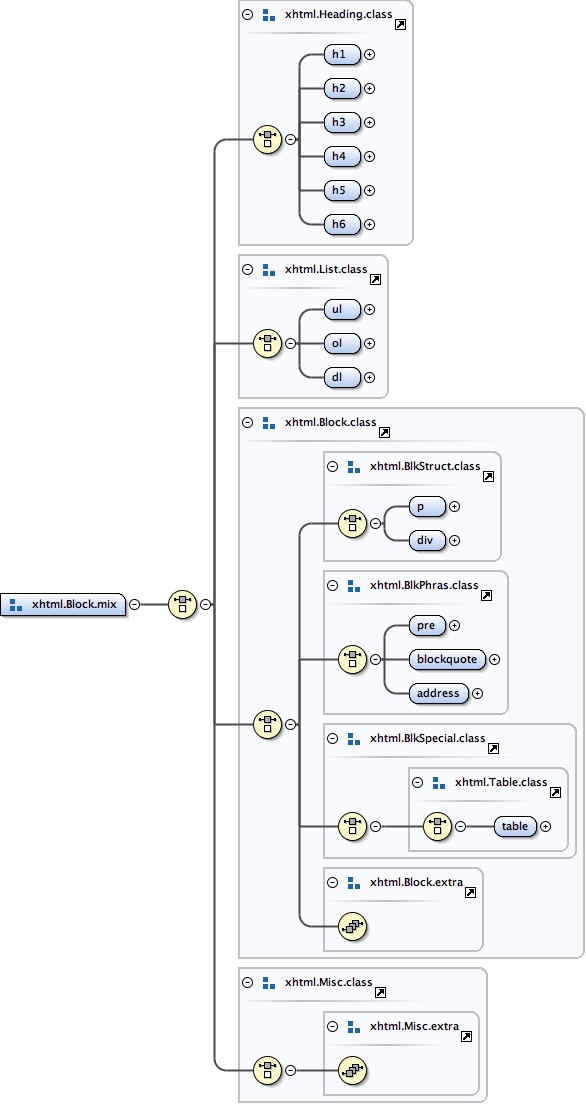 xhtml.Heading.class
h1
h2
h3
h4
h5
h6
xhtml.List.class
ul
ol
dl
xhtml.Block.class
xhtml.BlkStruct.class
p
div
xhtml.Block.mix
xhtml.BlkPhras.class
pre
blockquote
address
xhtml.BlkSpecial.class
xhtml.Table.class
table
xhtml.Block.extra
xhtml.Misc.class
xhtml.Misc.extra